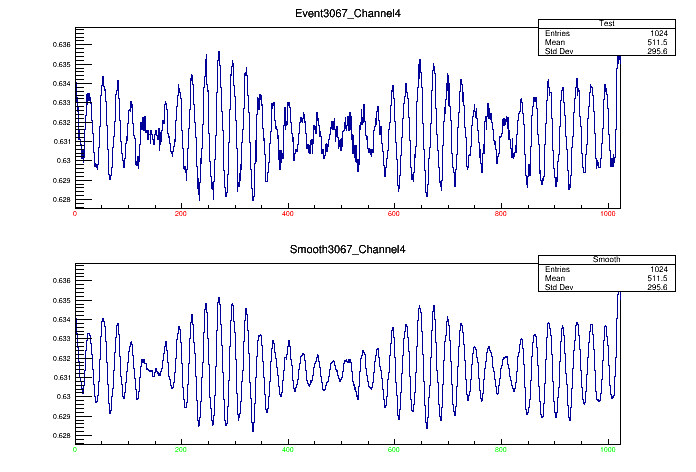 Event3067_Channel4
Test
Entries 1024
Mean 511.5
Std Dev 295.6
0.636
0.635
0.634
0.633
0.632
0.631
0.63
0.629
0.628
0 200 400 600 800 1000
Smooth3067_Channel4
Smooth
Entries 1024
Mean 511.5
Std Dev 295.6
0.636
0.635
0.634
0.633
0.632
0.631
0.63
0.629
0.628
0 200 400 600 800 1000